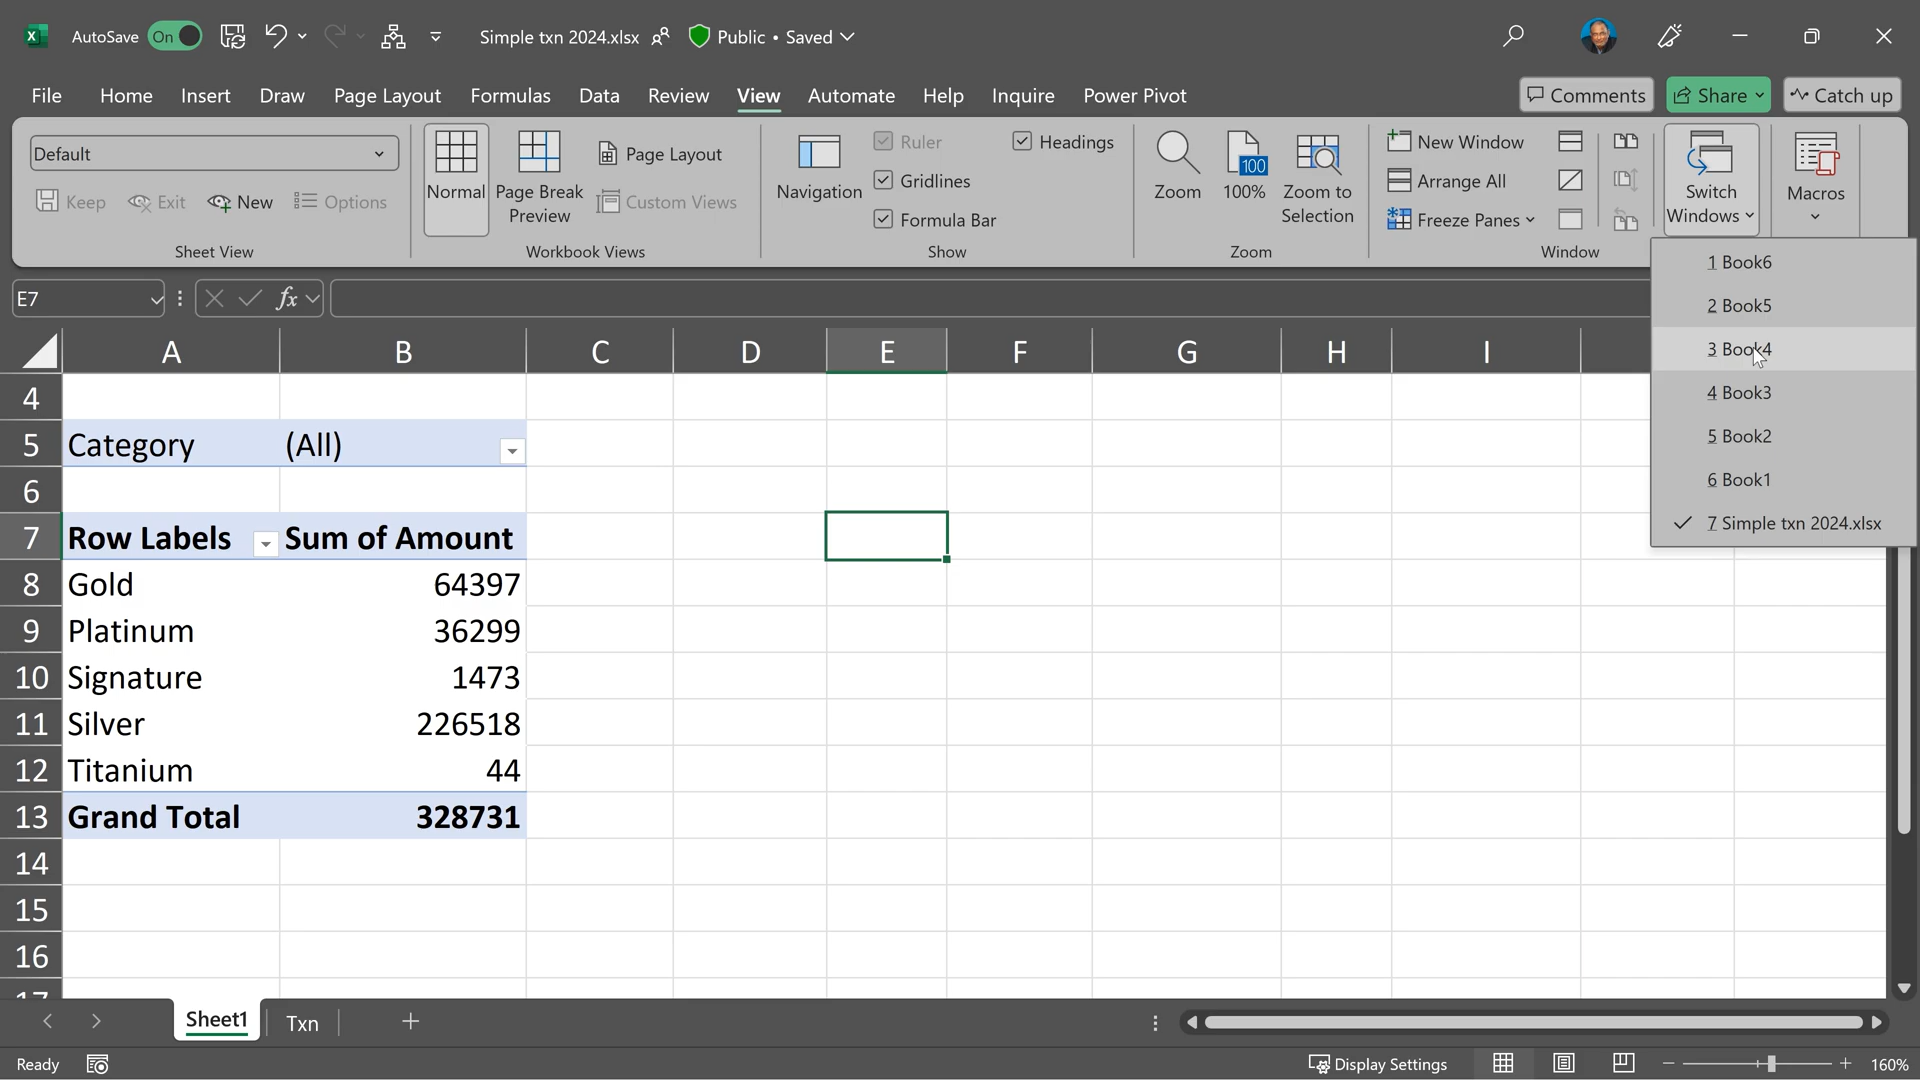 AutoSave On Simple txn 2024.xlsx Public • Saved
File Home Insert Draw Page Layout Formulas Data Review View Automate Help Inquire Power Pivot Comments Share Catch up
Default
Keep Exit New Options
Sheet View
Normal
Page Break
Preview
Page Layout
Custom Views
Workbook Views
Navigation
Ruler
Gridlines
Formula Bar
Headings
Show
Zoom
100
100%
Zoom to
Selection
Zoom
New Window
Arrange All
Freeze Panes
Window
Switch
Windows
Macros
1 Book6
2 Book5
3 Book4
4 Book3
5 Book2
6 Book1
7 Simple txn 2024.xlsx
E7 fx
A B C D E F G H I
4
5 Category (All)
6
7 Row Labels Sum of Amount
8 Gold 64397
9 Platinum 36299
10 Signature 1473
11 Silver 226518
12 Titanium 44
13 Grand Total 328731
14
15
16
17
Sheet1 Txn
Ready Display Settings 160%